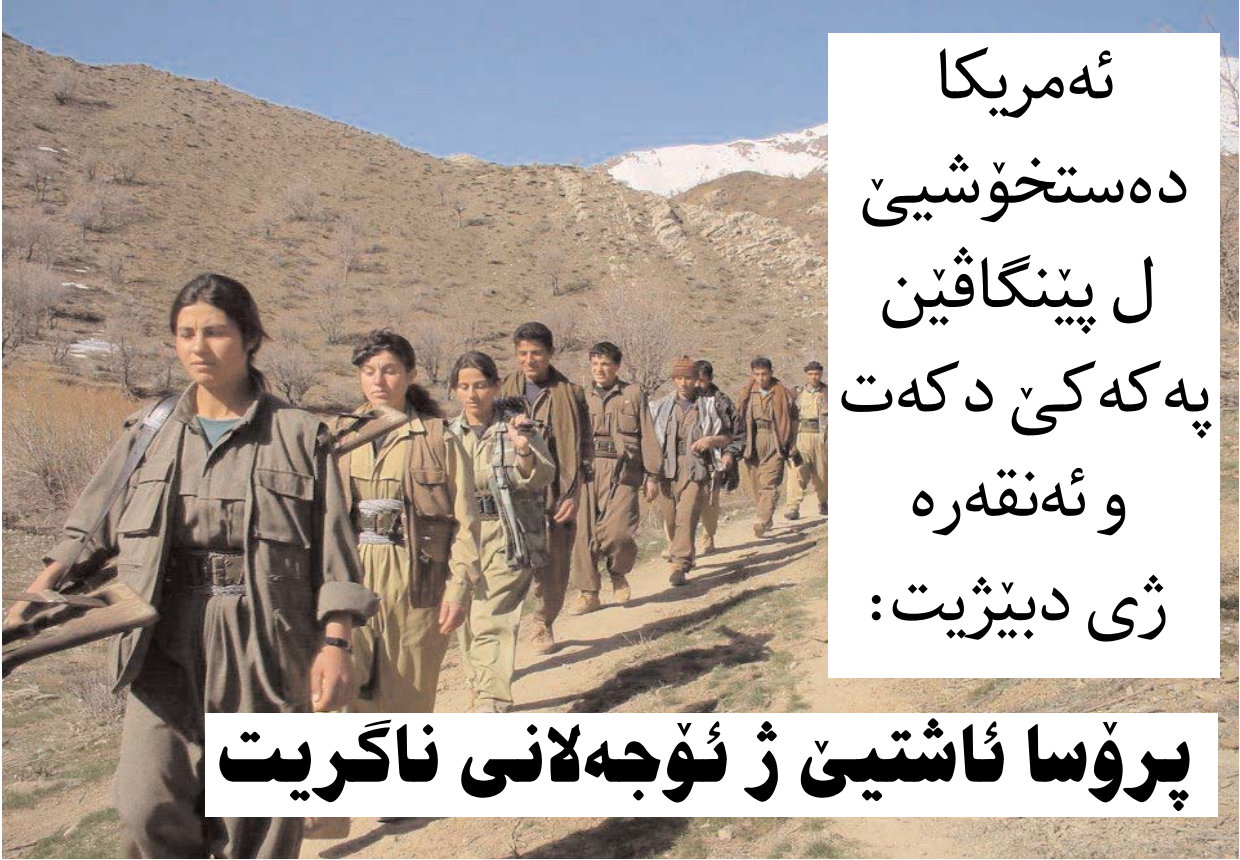 ئەمریکا
دەستخۆشیێ
ل پێنگاڤێن
پەکەکێ دکەت
و ئەنقەرە
ژی دبێژیت:
پرۆسا ئاشتیێ ژ ئۆجەلانی ناگریت